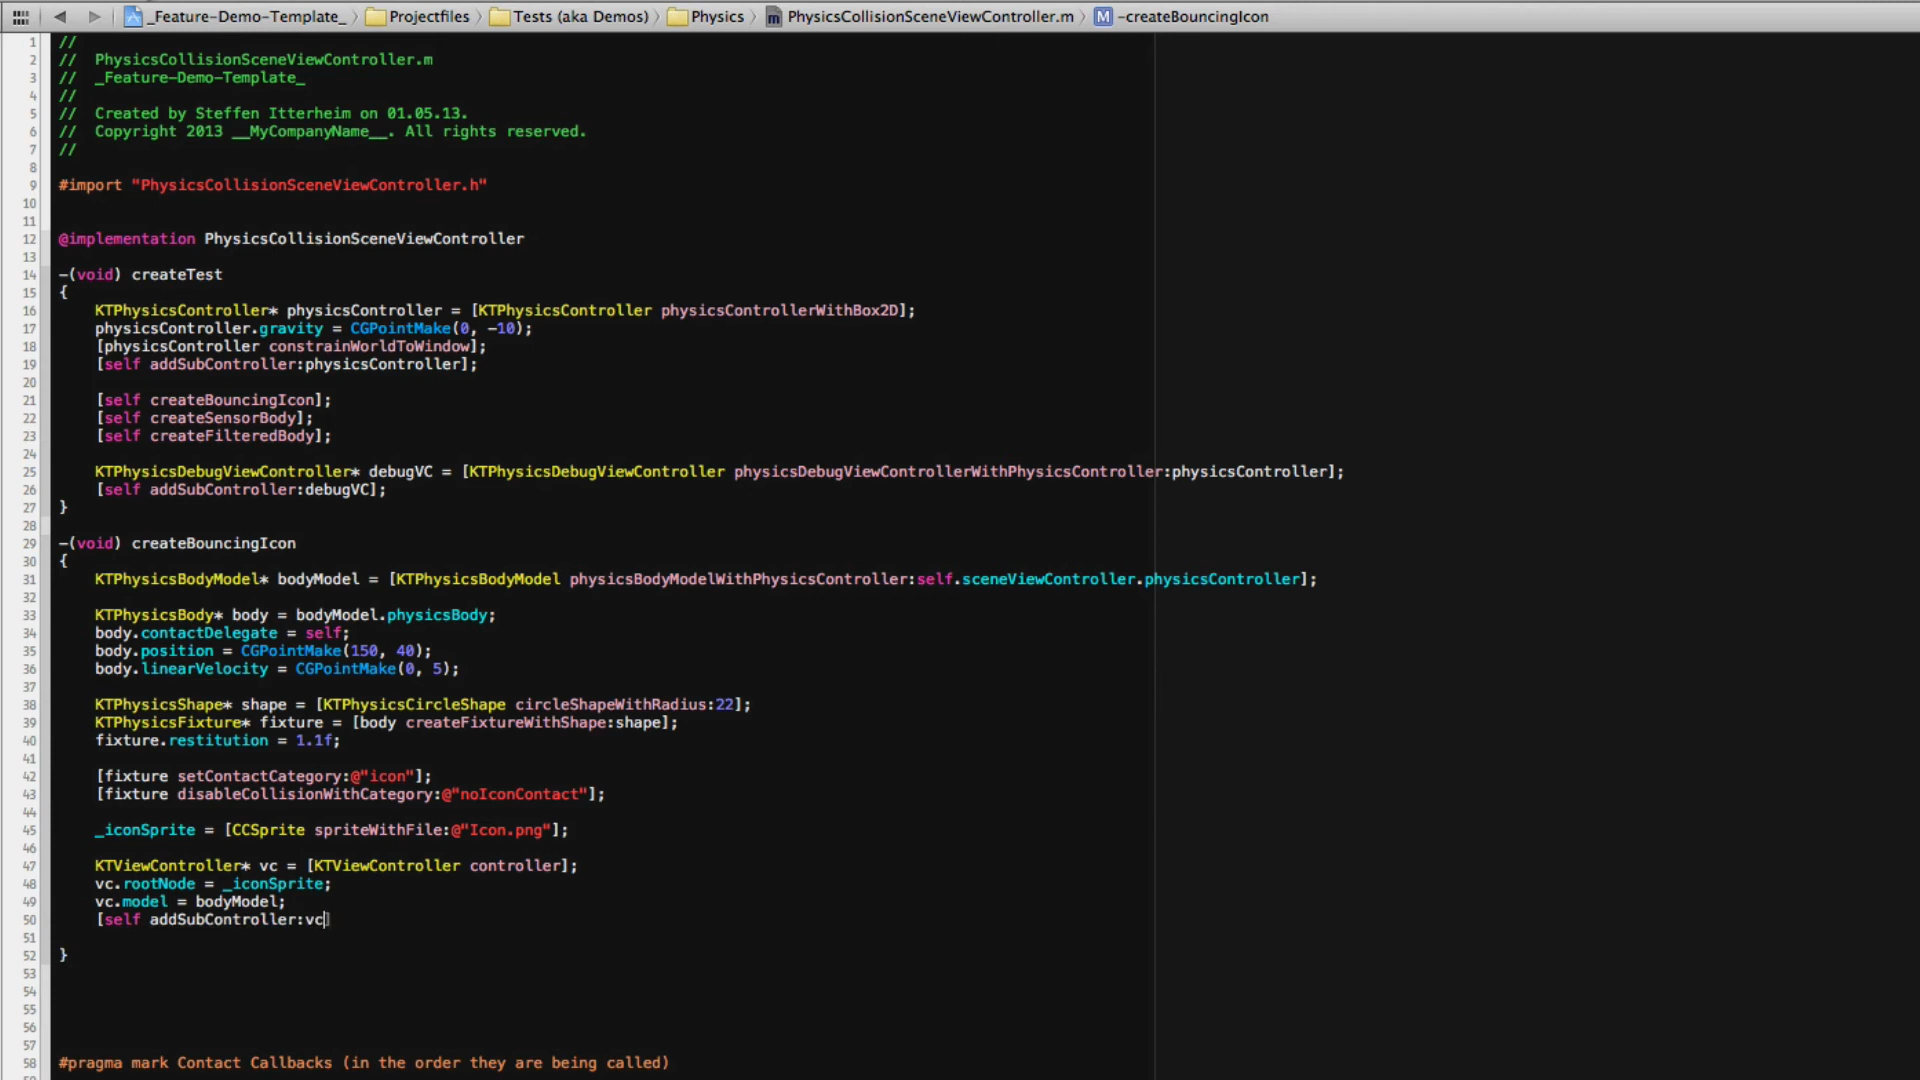 _Feature-Demo-Template_ Projectfiles Tests (aka Demos) Physics PhysicsCollisionSceneViewController.m M -createBouncingIcon
1 //
2 //  PhysicsCollisionSceneViewController.m
3 //  _Feature-Demo-Template_
4 //
5 //  Created by Steffen Itterheim on 01.05.13.
6 //  Copyright 2013 __MyCompanyName__. All rights reserved.
7 //
8
9 #import "PhysicsCollisionSceneViewController.h"
10
11
12 @implementation PhysicsCollisionSceneViewController
13
14 -(void) createTest
15 {
16     KTPhysicsController* physicsController = [KTPhysicsController physicsControllerWithBox2D];
17     physicsController.gravity = CGPointMake(0, -10);
18     [physicsController constrainWorldToWindow];
19     [self addSubController:physicsController];
20
21     [self createBouncingIcon];
22     [self createSensorBody];
23     [self createFilteredBody];
24
25     KTPhysicsDebugViewController* debugVC = [KTPhysicsDebugViewController physicsDebugViewControllerWithPhysicsController:physicsController];
26     [self addSubController:debugVC];
27 }
28
29 -(void) createBouncingIcon
30 {
31     KTPhysicsBodyModel* bodyModel = [KTPhysicsBodyModel physicsBodyModelWithPhysicsController:self.sceneViewController.physicsController];
32
33     KTPhysicsBody* body = bodyModel.physicsBody;
34     body.contactDelegate = self;
35     body.position = CGPointMake(150, 40);
36     body.linearVelocity = CGPointMake(0, 5);
37
38     KTPhysicsShape* shape = [KTPhysicsCircleShape circleShapeWithRadius:22];
39     KTPhysicsFixture* fixture = [body createFixtureWithShape:shape];
40     fixture.restitution = 1.1f;
41
42     [fixture setContactCategory:@"icon"];
43     [fixture disableCollisionWithCategory:@"noIconContact"];
44
45     _iconSprite = [CCSprite spriteWithFile:@"Icon.png"];
46
47     KTViewController* vc = [KTViewController controller];
48     vc.rootNode = _iconSprite;
49     vc.model = bodyModel;
50     [self addSubController:vc]
51
52 }
53
54
55
56
57
58 #pragma mark Contact Callbacks (in the order they are being called)